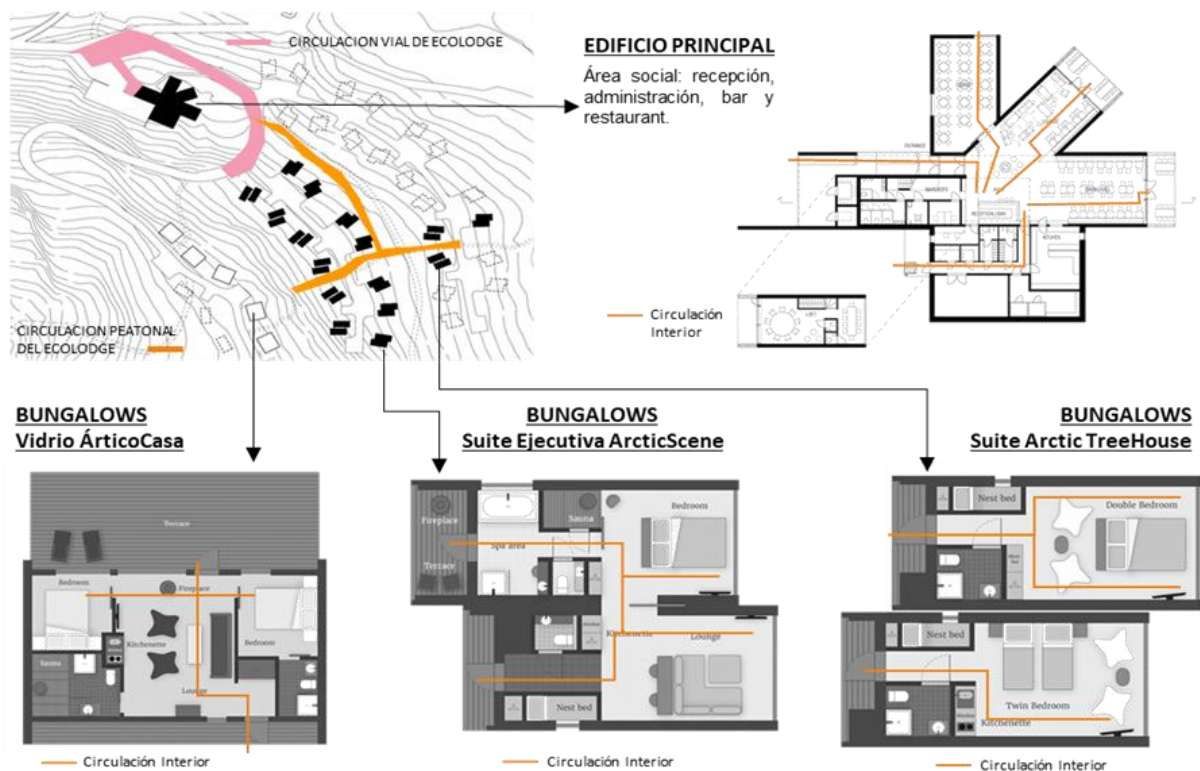 CIRCULACION VIAL DE ECOLODGE
EDIFICIO PRINCIPAL
Área social: recepción,
administración, bar y
restaurant.
CIRCULACION PEATONAL
DEL ECOLODGE
ENTRANCE
KITCHEN
LOFT
Circulación
Interior
BUNGALOWS
Vidrio ÁrticoCasa
BUNGALOWS
Suite Ejecutiva ArcticScene
BUNGALOWS
Suite Arctic TreeHouse
Terrace
Bedroom
Fireplace
Kitchenette
Bedroom
Sauna
Lounge
Circulación Interior
Fireplace
Spa area
Sauna
Bedroom
Terrace
Kitchenette
Lounge
Nest bed
Circulación Interior
Nest bed
Double Bedroom
Nest bed
Twin Bedroom
Kitchenette
Circulación Interior